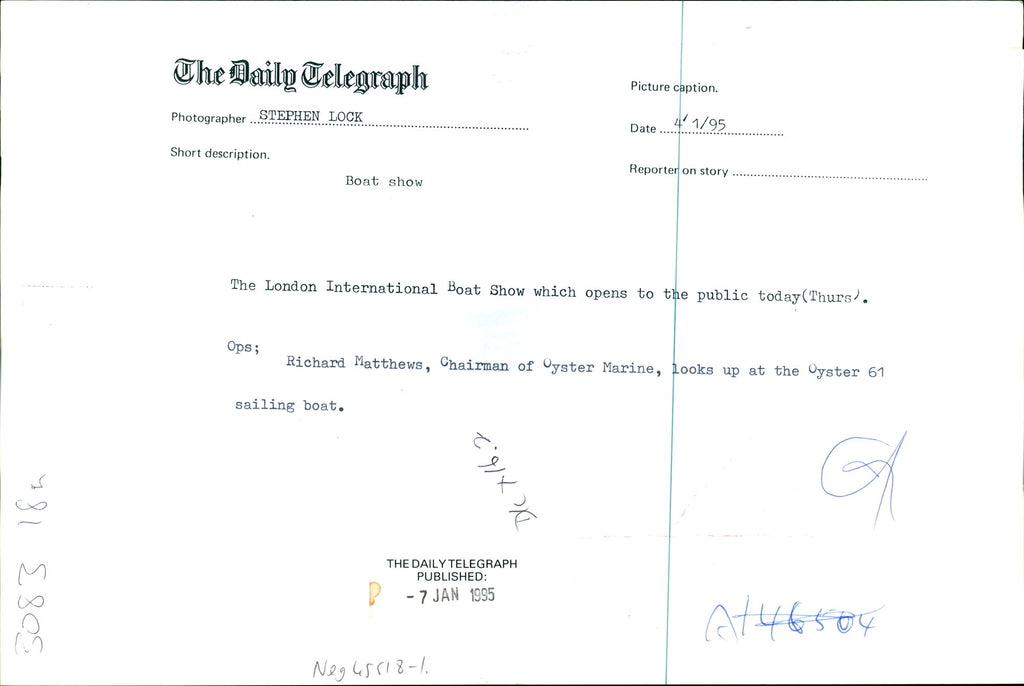 The Daily Telegraph
Picture caption.
Photographer STEPHEN LOCK
Date 4/1/95
Short description.
Reporter on story
Boat show
The London International Boat Show which opens to the public today(Thurs).
Ops;
Richard Matthews, Chairman of Oyster Marine, looks up at the Oyster 61
sailing boat.
THE DAILY TELEGRAPH
PUBLISHED:
-7 JAN 1995
3083 18
Neg 45518-1.